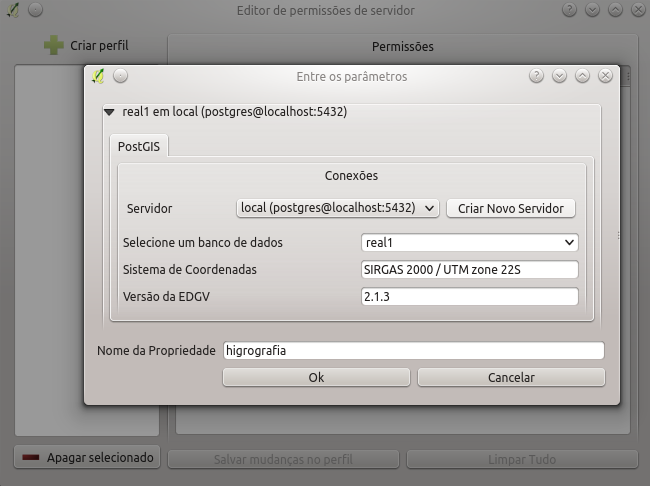 Editor de permissões de servidor
Criar perfil
Permissões
Entre os parâmetros
real1 em local (postgres@localhost:5432)
PostGIS
Conexões
Servidor local (postgres@localhost:5432) Criar Novo Servidor
Selecione um banco de dados real1
Sistema de Coordenadas SIRGAS 2000 / UTM zone 22S
Versão da EDGV 2.1.3
Nome da Propriedade higrografia
Ok Cancelar
Apagar selecionado Salvar mudanças no perfil Limpar Tudo